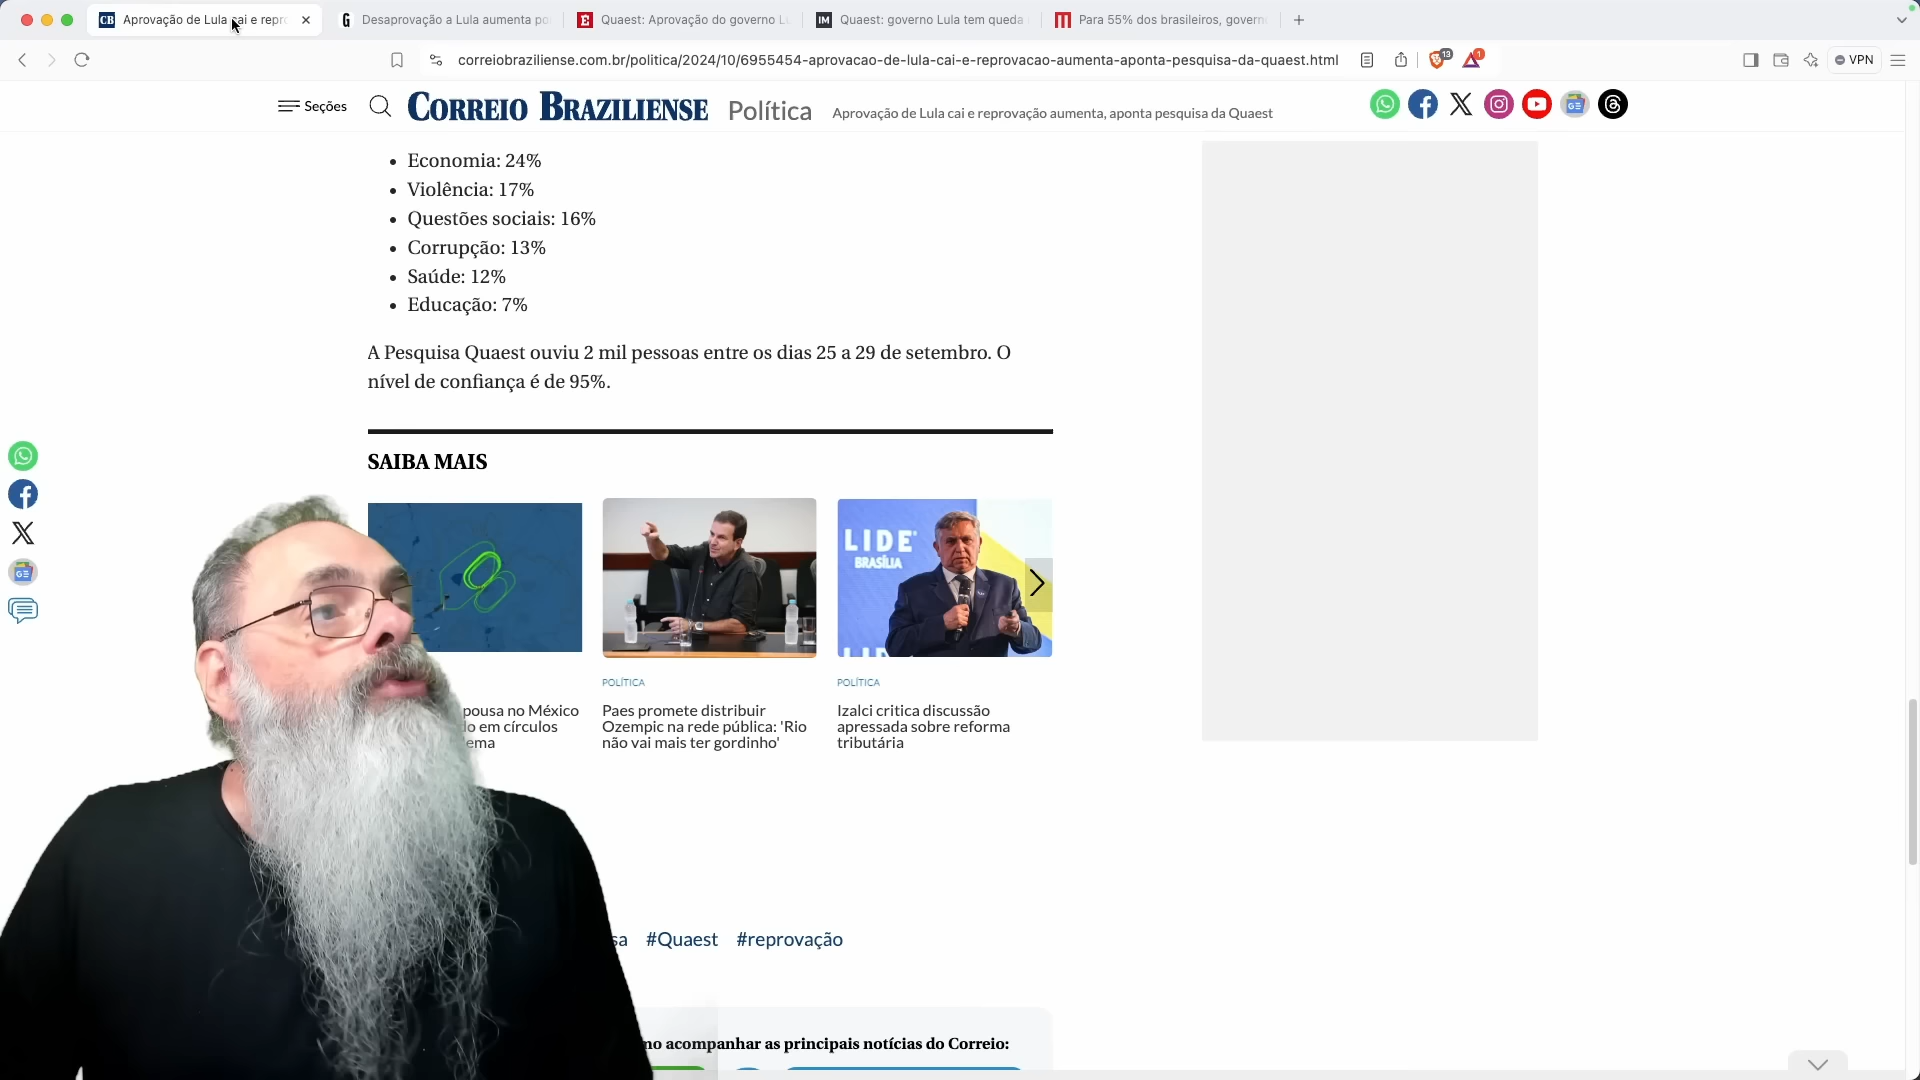 Aprovação de Lula cai e repro
Desaprovação a Lula aumenta po
Quaest: Aprovação do governo L
Quaest: governo Lula tem queda
Para 55% dos brasileiros, govern
correiobraziliense.com.br/politica/2024/10/6955454-aprovacao-de-lula-cai-e-reprovacao-aumenta-aponta-pesquisa-da-quaest.html
13
1
VPN
Seções
CORREIO BRAZILIENSE
Política
Aprovação de Lula cai e reprovação aumenta, aponta pesquisa da Quaest
• Economia: 24%
• Violência: 17%
• Questões sociais: 16%
• Corrupção: 13%
• Saúde: 12%
• Educação: 7%
A Pesquisa Quaest ouviu 2 mil pessoas entre os dias 25 a 29 de setembro. O
nível de confiança é de 95%.
SAIBA MAIS
LIDE
BRASÍLIA
POLÍTICA
POLÍTICA
pousa no México
em círculos
ema
Paes promete distribuir
Ozempic na rede pública: 'Rio
não vai mais ter gordinho'
Izalci critica discussão
apressada sobre reforma
tributária
sa #Quaest #reprovação
no acompanhar as principais notícias do Correio: